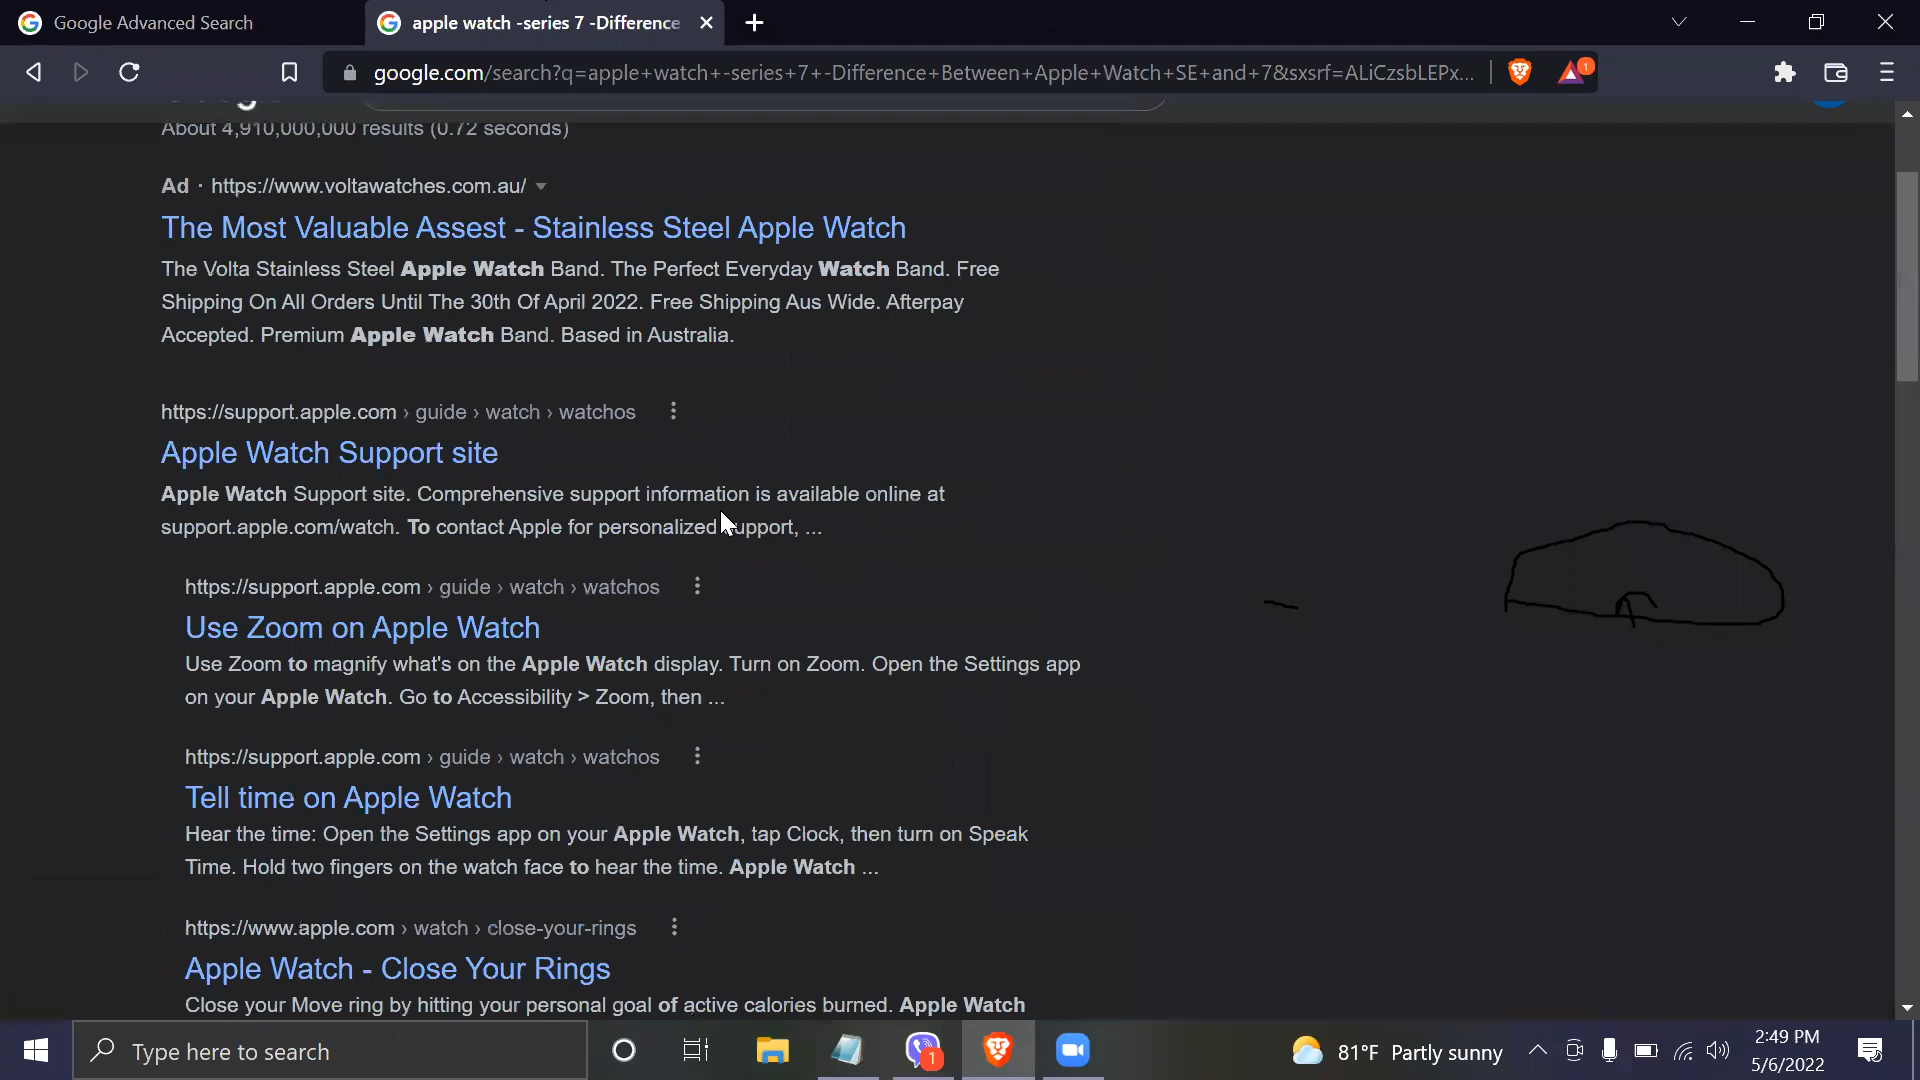 Google Advanced Search
apple watch -series 7 -Difference
google.com/search?q=apple+watch+-series+7+-Difference+Between+Apple+Watch+SE+and+7&sxsrf=ALiCzsbLEPx...
1
About 4,910,000,000 results (0.72 seconds)
Ad · https://www.voltawatches.com.au/
The Most Valuable Assest - Stainless Steel Apple Watch
The Volta Stainless Steel Apple Watch Band. The Perfect Everyday Watch Band. Free
Shipping On All Orders Until The 30th Of April 2022. Free Shipping Aus Wide. Afterpay
Accepted. Premium Apple Watch Band. Based in Australia.
https://support.apple.com › guide › watch › watchos
Apple Watch Support site
Apple Watch Support site. Comprehensive support information is available online at
support.apple.com/watch. To contact Apple for personalized support, ...
https://support.apple.com › guide › watch › watchos
Use Zoom on Apple Watch
Use Zoom to magnify what's on the Apple Watch display. Turn on Zoom. Open the Settings app
on your Apple Watch. Go to Accessibility > Zoom, then ...
https://support.apple.com › guide › watch › watchos
Tell time on Apple Watch
Hear the time: Open the Settings app on your Apple Watch, tap Clock, then turn on Speak
Time. Hold two fingers on the watch face to hear the time. Apple Watch ...
https://www.apple.com › watch › close-your-rings
Apple Watch - Close Your Rings
Close your Move ring by hitting your personal goal of active calories burned. Apple Watch
Type here to search
1
81°F Partly sunny
2:49 PM
5/6/2022